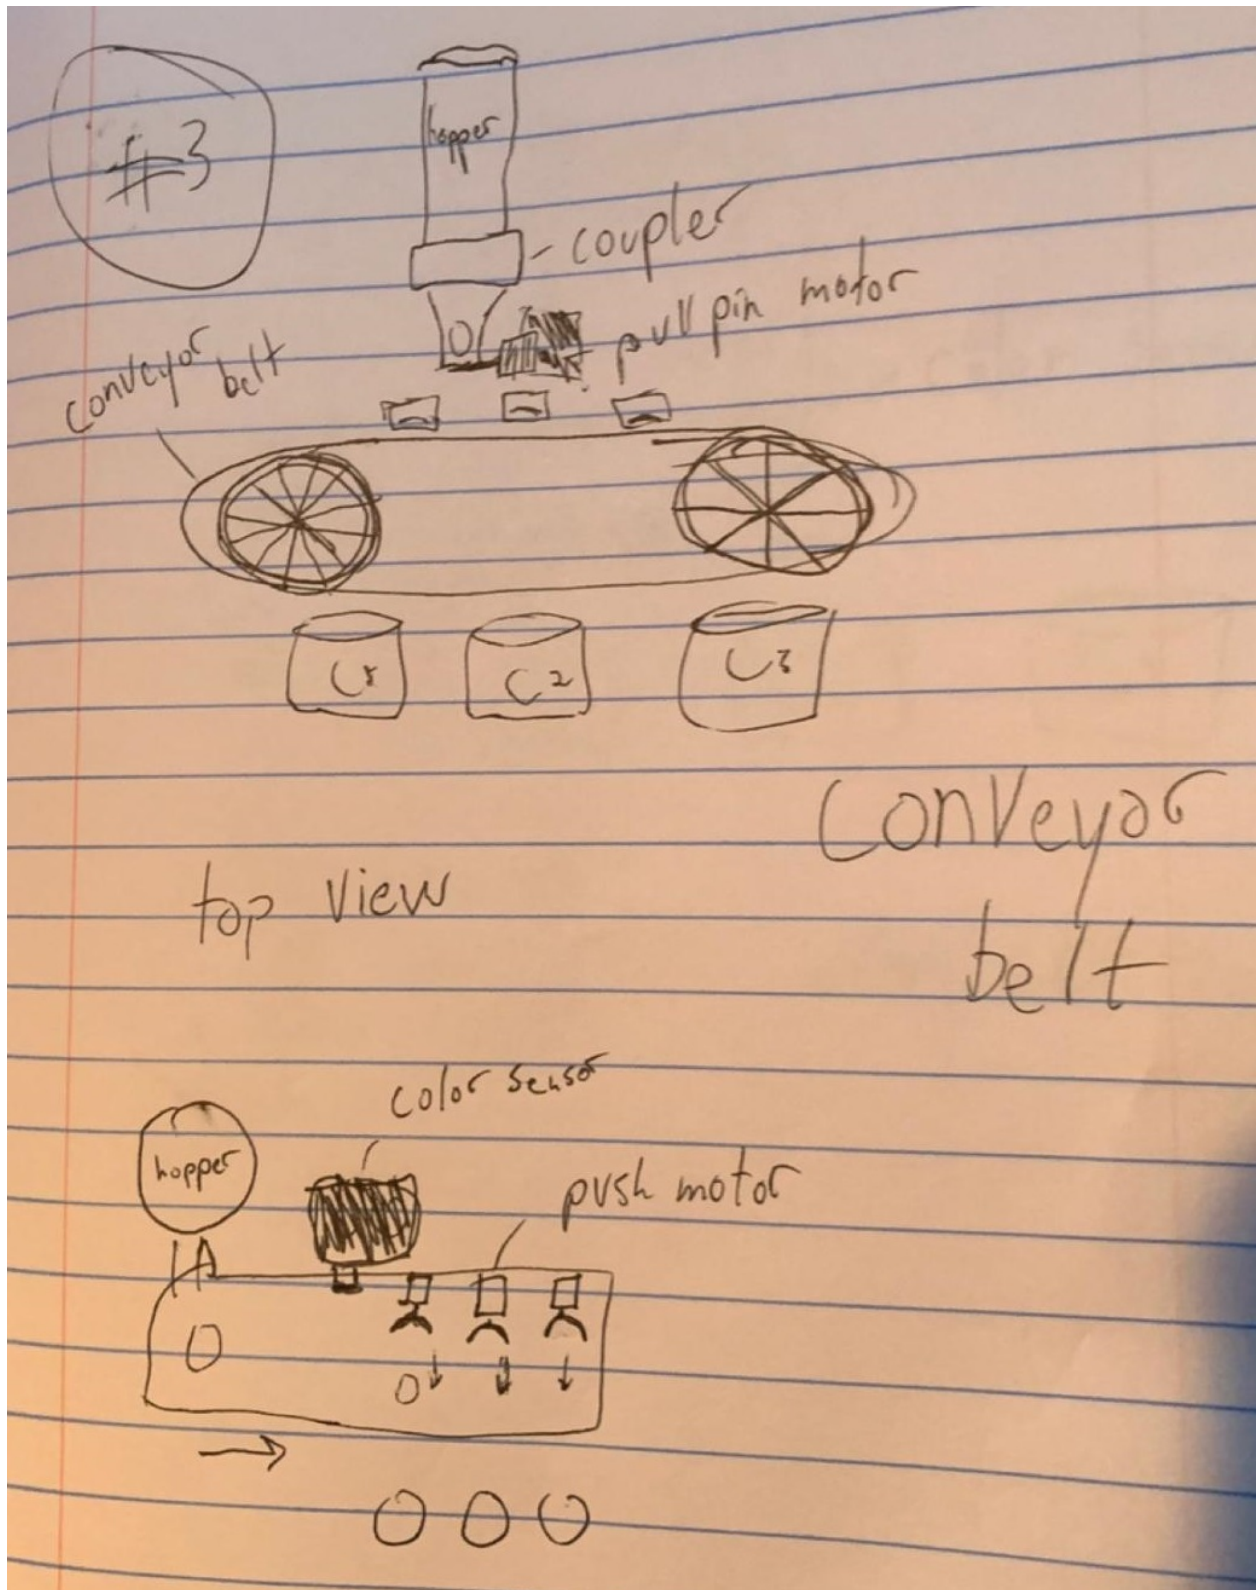 #3
hopper
coupler
pull pin motor
conveyor
belt
C1
C2
C3
conveyor
belt
top view
color sensor
hopper
push motor